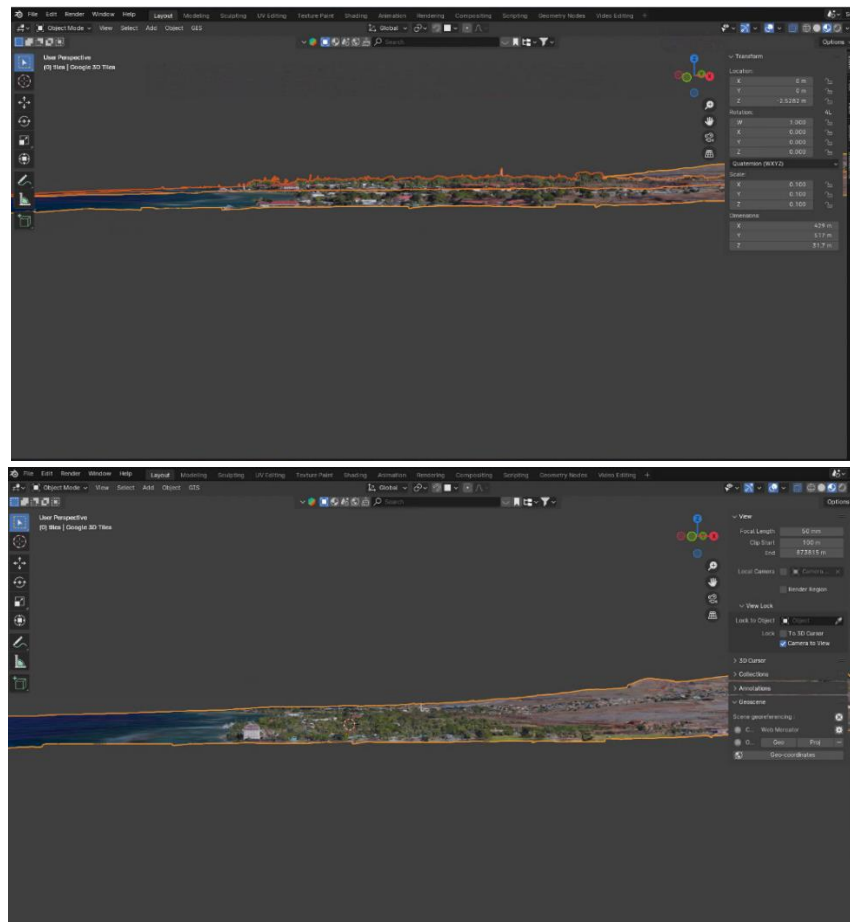 File Edit Render Window Help Layout Modeling Sculpting UV Editing Texture Paint Shading Animation Rendering Compositing Scripting Geometry Nodes Video Editing +
Object Mode View Select Add Object GIS Global
Search Options
User Perspective
(0) tiles | Google 3D Tiles
Transform
Location:
X 0 m
Y 0 m
Z -2.5282 m
Rotation: 4L
W 1.000
X 0.000
Y 0.000
Z 0.000
Quaternion (WXYZ)
Scale:
X 0.100
Y 0.100
Z 0.100
Dimensions:
X 429 m
Y 517 m
Z 31.7 m
File Edit Render Window Help Layout Modeling Sculpting UV Editing Texture Paint Shading Animation Rendering Compositing Scripting Geometry Nodes Video Editing +
Object Mode View Select Add Object GIS Global
Search Options
User Perspective
(0) tiles | Google 3D Tiles
View
Focal Length 50 mm
Clip Start 100 m
End 873815 m
Local Camera Camera...
Render Region
View Lock
Lock to Object Object
Lock To 3D Cursor
Camera to View
3D Cursor
Collections
Annotations
Geoscene
Scene georeferencing :
C... Web Mercator
O... Geo Proj
Geo-coordinates